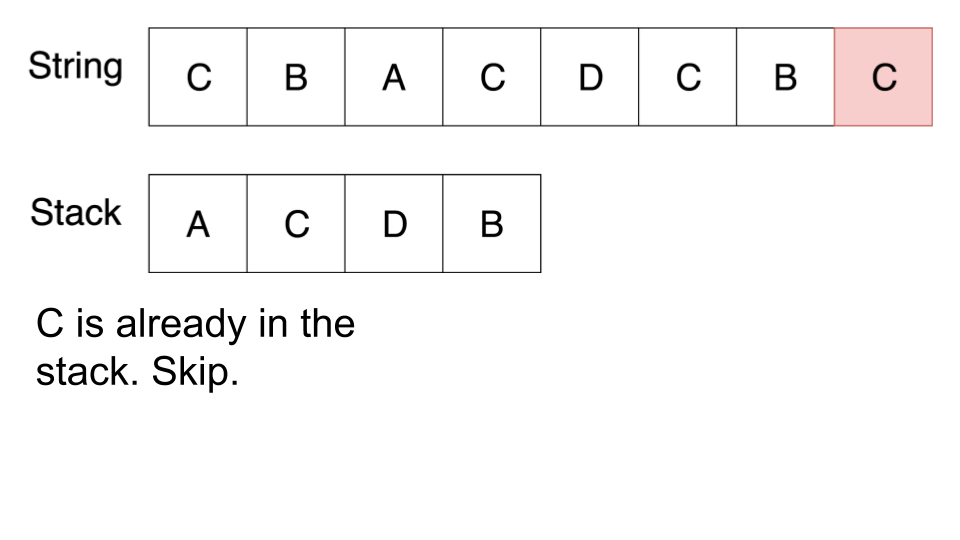 String C B A C D C B C
Stack A C D B
C is already in the
stack. Skip.